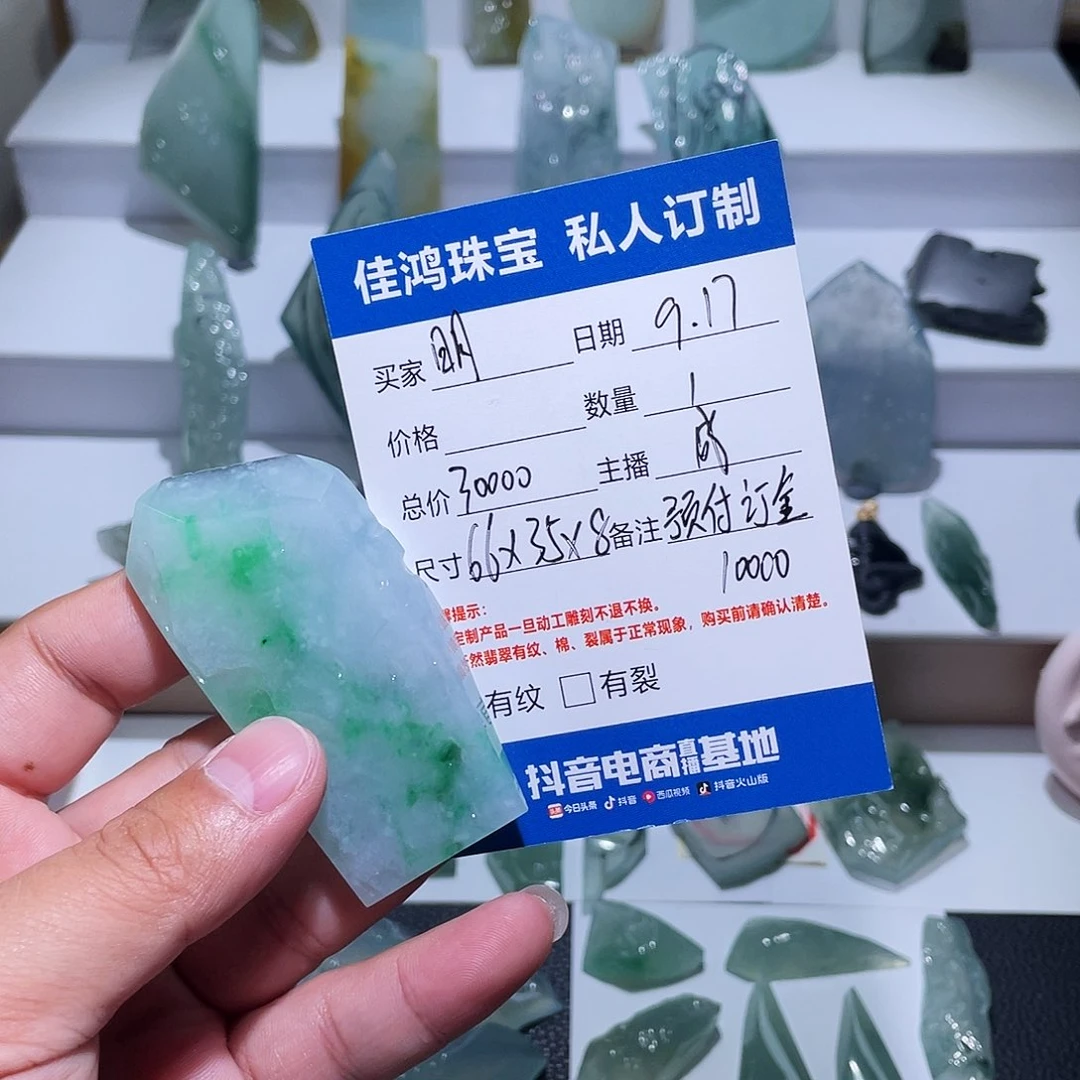 佳鸿珠宝 私人订制
买家 明 日期 9.17
价格 数量 1
总价 30000 主播 成
尺寸 66x35x8 备注 预付订金
10000
提示:
定制产品一旦动工雕刻不退不换。
然翡翠有纹、棉、裂属于正常现象，购买前请确认清楚。
有纹 有裂
抖音电商直播基地
头条 今日头条 抖音 西瓜视频 抖音火山版